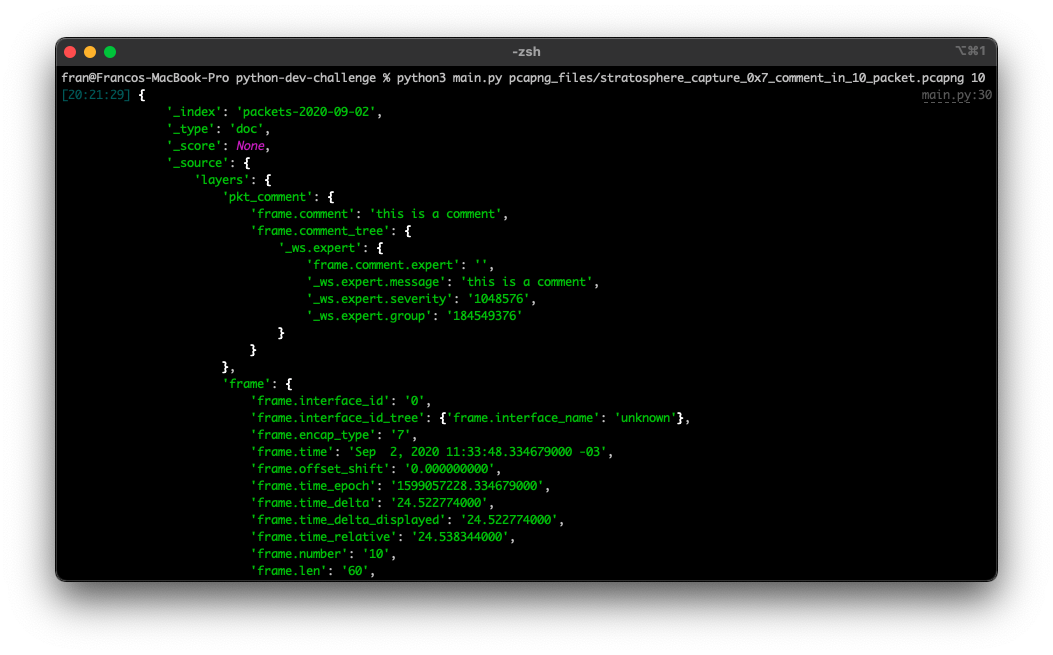 -zsh
⌥⌘1
fran@Francos-MacBook-Pro python-dev-challenge % python3 main.py pcapng_files/stratosphere_capture_0x7_comment_in_10_packet.pcapng 10
[20:21:29] { main.py:30
'_index': 'packets-2020-09-02',
'_type': 'doc',
'_score': None,
'_source': {
'layers': {
'pkt_comment': {
'frame.comment': 'this is a comment',
'frame.comment_tree': {
'_ws.expert': {
'frame.comment.expert': '',
'_ws.expert.message': 'this is a comment',
'_ws.expert.severity': '1048576',
'_ws.expert.group': '184549376'
}
}
},
'frame': {
'frame.interface_id': '0',
'frame.interface_id_tree': {'frame.interface_name': 'unknown'},
'frame.encap_type': '7',
'frame.time': 'Sep  2, 2020 11:33:48.334679000 -03',
'frame.offset_shift': '0.000000000',
'frame.time_epoch': '1599057228.334679000',
'frame.time_delta': '24.522774000',
'frame.time_delta_displayed': '24.522774000',
'frame.time_relative': '24.538344000',
'frame.number': '10',
'frame.len': '60',